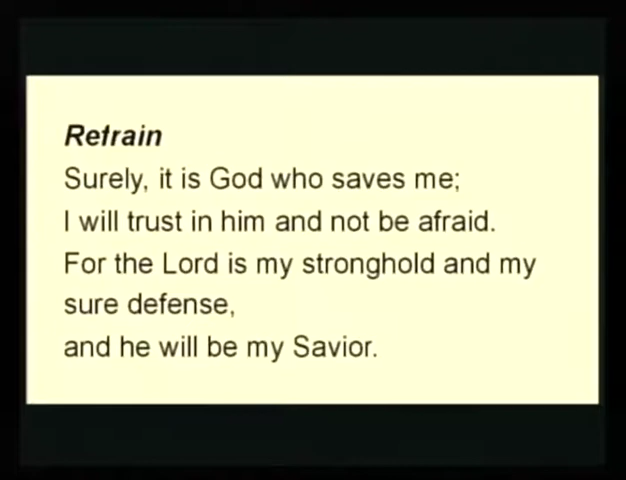 Retrain
Surely, it is God who saves me;
I will trust in him and not be afraid.
For the Lord is my stronghold and my
sure defense,
and he will be my Savior.